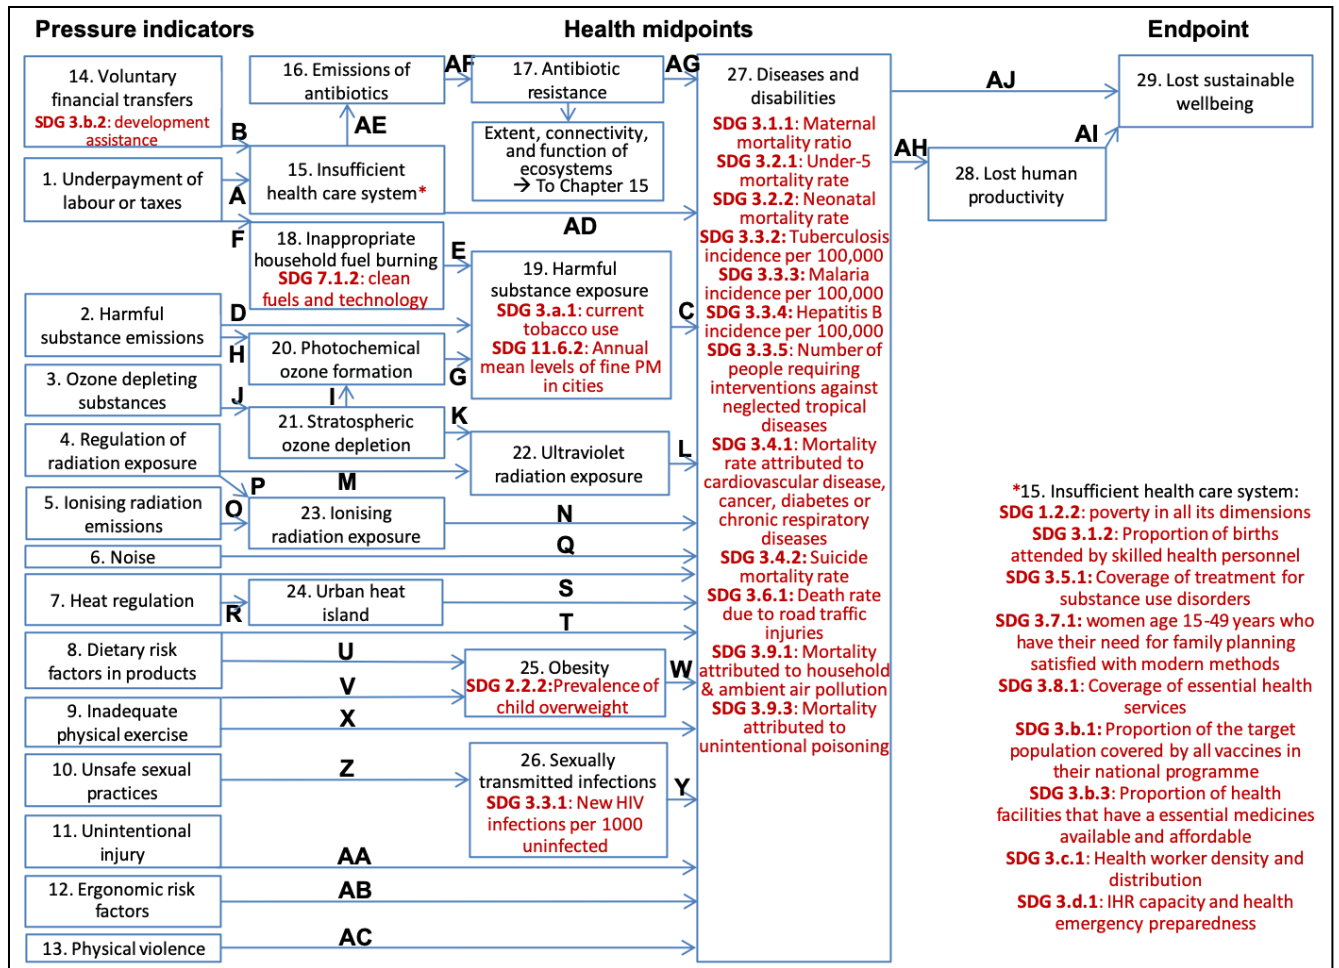 Pressure indicators
Health midpoints
Endpoint
14. Voluntary
financial transfers
SDG 3.b.2: development
assistance
1. Underpayment of
labour or taxes
2. Harmful
substance emissions
3. Ozone depleting
substances
4. Regulation of
radiation exposure
5. Ionising radiation
emissions
6. Noise
7. Heat regulation
8. Dietary risk
factors in products
9. Inadequate
physical exercise
10. Unsafe sexual
practices
11. Unintentional
injury
12. Ergonomic risk
factors
13. Physical violence
B
A
F
D
H
J
P
O
R
16. Emissions of
antibiotics
AE
15. Insufficient
health care system*
18. Inappropriate
household fuel burning
SDG 7.1.2: clean
fuels and technology
20. Photochemical
ozone formation
I
21. Stratospheric
ozone depletion
M
23. Ionising
radiation exposure
24. Urban heat
island
U
V
X
Z
AA
AB
AC
AF
E
G
K
17. Antibiotic
resistance
Extent, connectivity,
and function of
ecosystems
→ To Chapter 15
AD
19. Harmful
substance exposure
SDG 3.a.1: current
tobacco use
SDG 11.6.2: Annual
mean levels of fine PM
in cities
22. Ultraviolet
radiation exposure
N
Q
S
T
25. Obesity
SDG 2.2.2:Prevalence of
child overweight
26. Sexually
transmitted infections
SDG 3.3.1: New HIV
infections per 1000
uninfected
AG
C
L
W
Y
27. Diseases and
disabilities
SDG 3.1.1: Maternal
mortality ratio
SDG 3.2.1: Under-5
mortality rate
SDG 3.2.2: Neonatal
mortality rate
SDG 3.3.2: Tuberculosis
incidence per 100,000
SDG 3.3.3: Malaria
incidence per 100,000
SDG 3.3.4: Hepatitis B
incidence per 100,000
SDG 3.3.5: Number of
people requiring
interventions against
neglected tropical
diseases
SDG 3.4.1: Mortality
rate attributed to
cardiovascular disease,
cancer, diabetes or
chronic respiratory
diseases
SDG 3.4.2: Suicide
mortality rate
SDG 3.6.1: Death rate
due to road traffic
injuries
SDG 3.9.1: Mortality
attributed to household
& ambient air pollution
SDG 3.9.3: Mortality
attributed to
unintentional poisoning
AJ
AH
AI
28. Lost human
productivity
29. Lost sustainable
wellbeing
*15. Insufficient health care system:
SDG 1.2.2: poverty in all its dimensions
SDG 3.1.2: Proportion of births
attended by skilled health personnel
SDG 3.5.1: Coverage of treatment for
substance use disorders
SDG 3.7.1: women age 15-49 years who
have their need for family planning
satisfied with modern methods
SDG 3.8.1: Coverage of essential health
services
SDG 3.b.1: Proportion of the target
population covered by all vaccines in
their national programme
SDG 3.b.3: Proportion of health
facilities that have a essential medicines
available and affordable
SDG 3.c.1: Health worker density and
distribution
SDG 3.d.1: IHR capacity and health
emergency preparedness